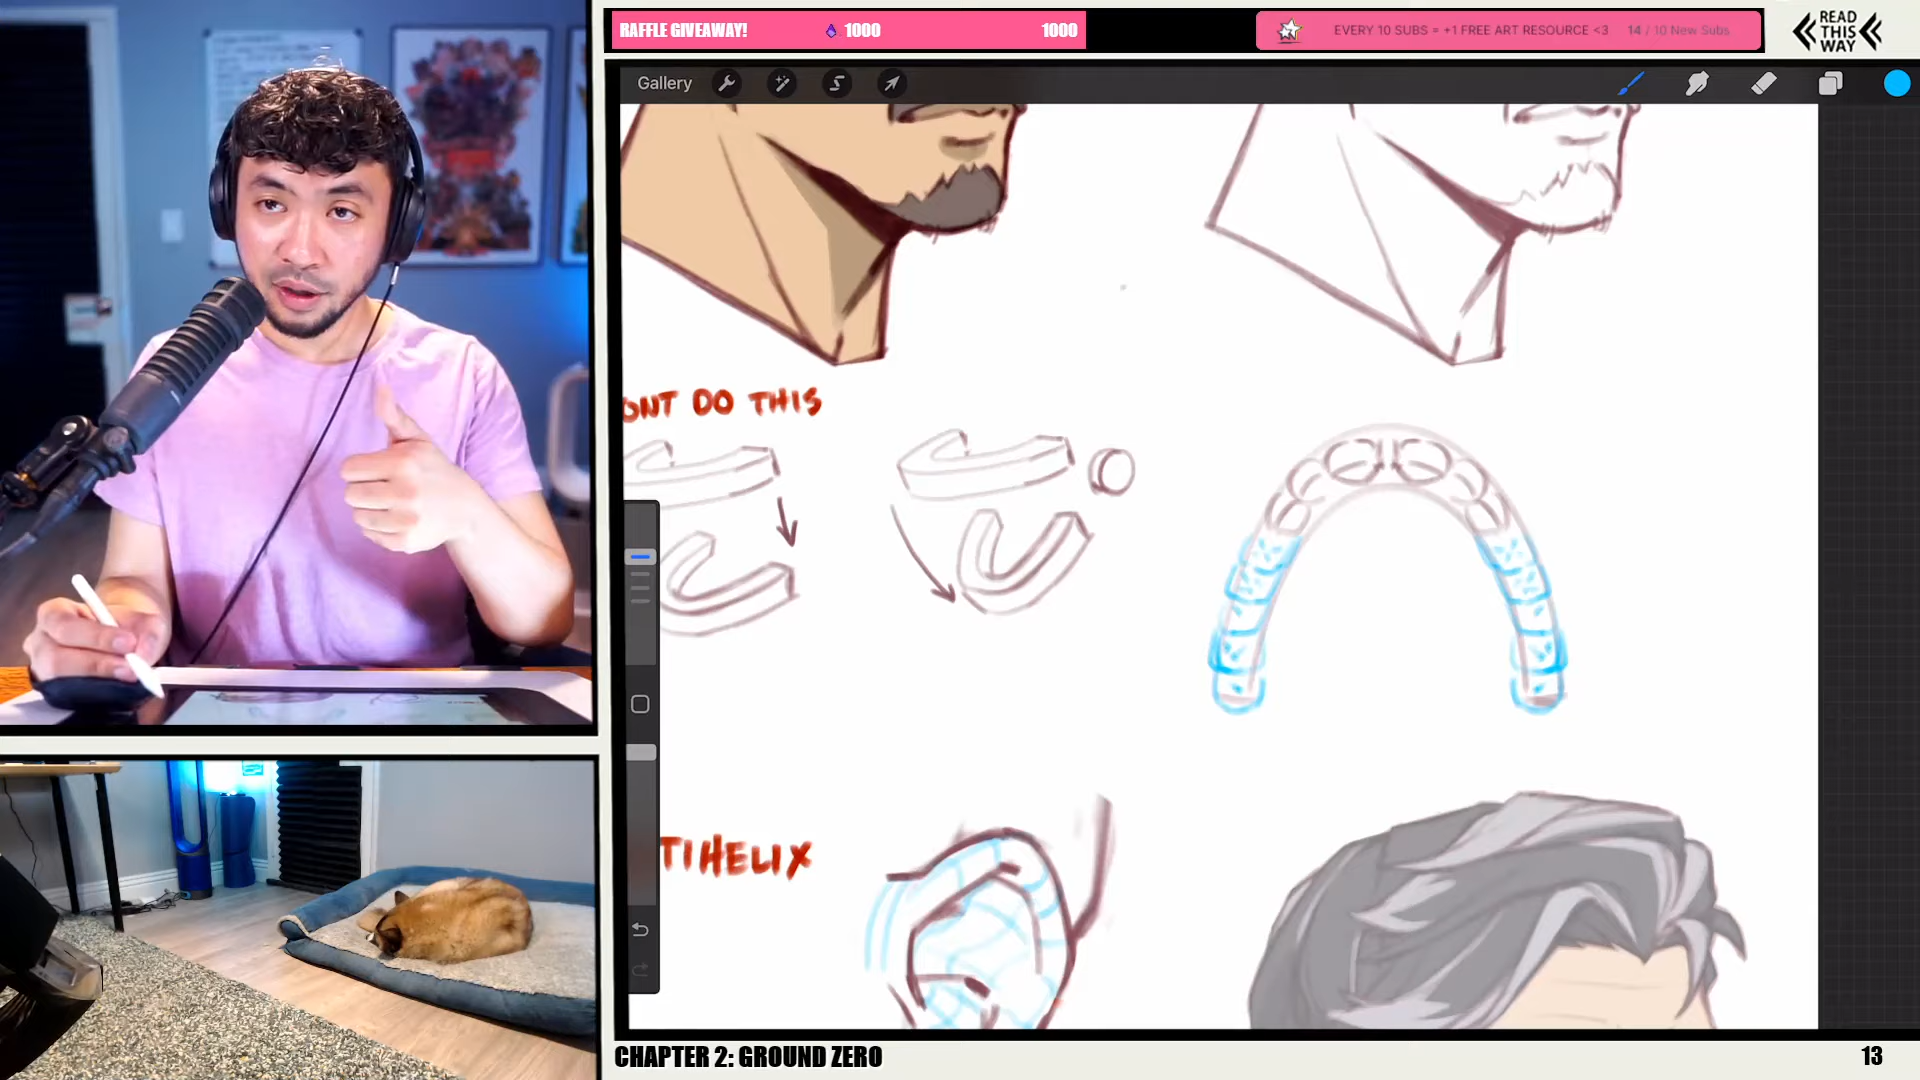 RAFFLE GIVEAWAY! 1000 1000
EVERY 10 SUBS = +1 FREE ART RESOURCE <3 14 / 10 New Subs
READ
THIS
WAY
Gallery
ONT DO THIS
TIHELIX
CHAPTER 2: GROUND ZERO
13